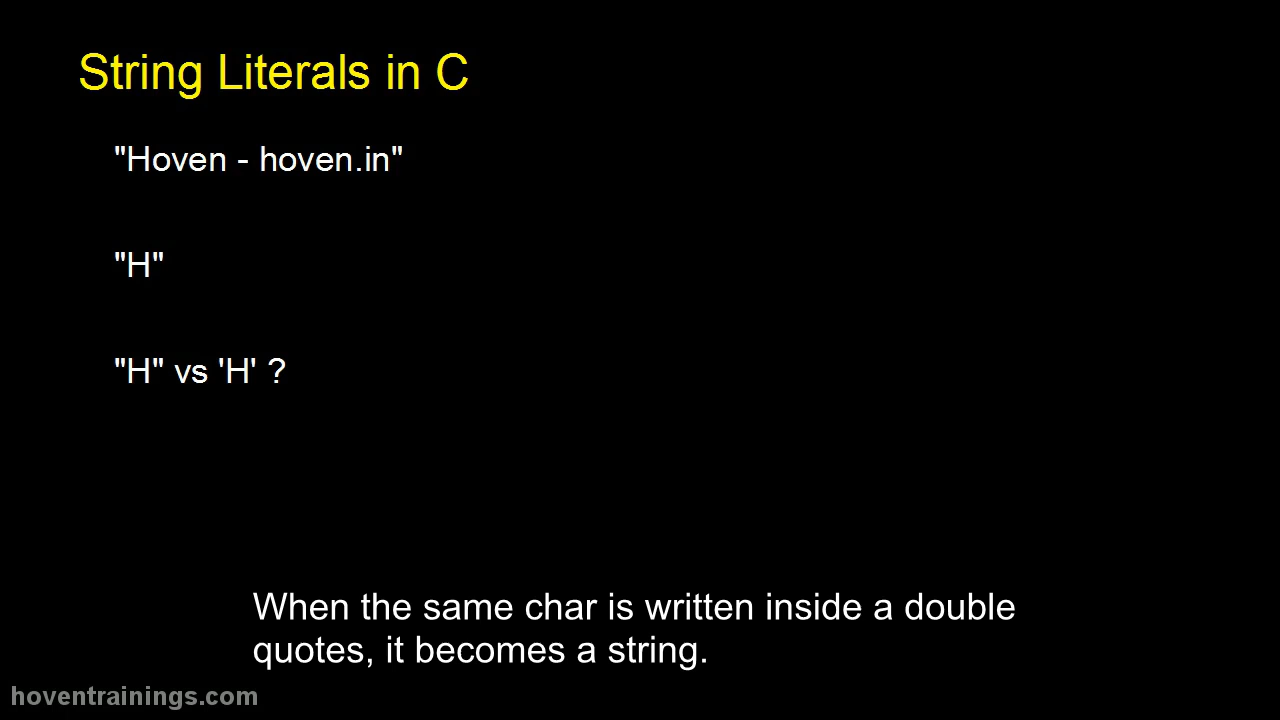 String Literals in C
"Hoven - hoven.in"
"H"
"H" vs 'H' ?
When the same char is written inside a double
quotes, it becomes a string.
hoventrainings.com